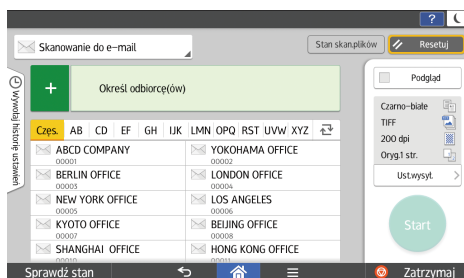 ?
Skanowanie do e-mail
Stan skan.plików
Resetuj
Wywołaj historię ustawień
+
Określ odbiorcę(ów)
Podgląd
Częs. AB CD EF GH IJK LMN OPQ RST UVW XYZ
Czarno-białe
TIFF
200 dpi
Oryg.1 str.
ABCD COMPANY
00001
YOKOHAMA OFFICE
00002
BERLIN OFFICE
00003
LONDON OFFICE
00004
NEW YORK OFFICE
00005
LOS ANGELES
00006
KYOTO OFFICE
00007
BEIJING OFFICE
00008
SHANGHAI OFFICE
00010
HONG KONG OFFICE
00011
Ust.wysył.
Start
Sprawdź stan
Zatrzymaj